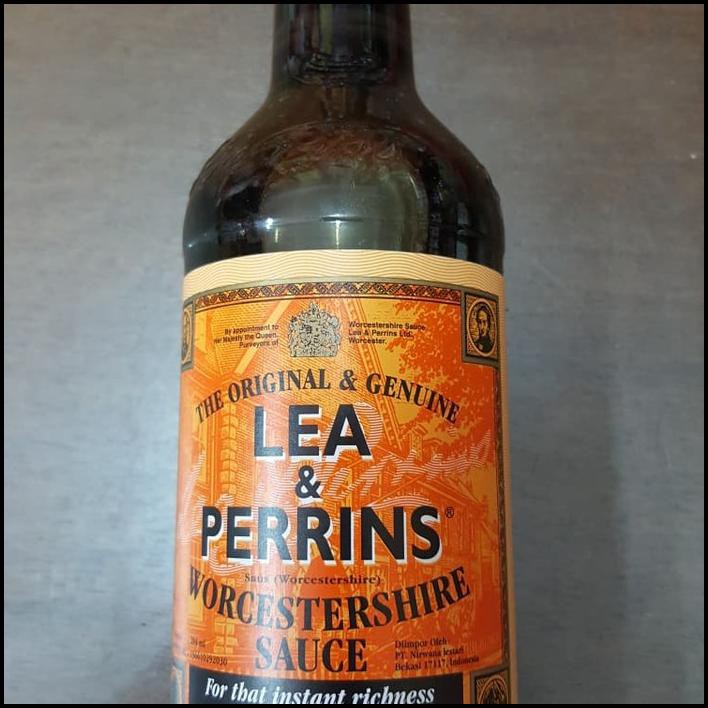 By appointment to
Her Majesty the Queen.
Purveyors of
Worcestershire Sauce
Lea & Perrins Ltd.
Worcester.
THE ORIGINAL & GENUINE
LEA
&
PERRINS®
Saus (Worcestershire)
WORCESTERSHIRE
SAUCE
ml
Diimpor Oleh
PT. Nirwana lestari
Bekasi 17117, Indonesia
For that instant richness